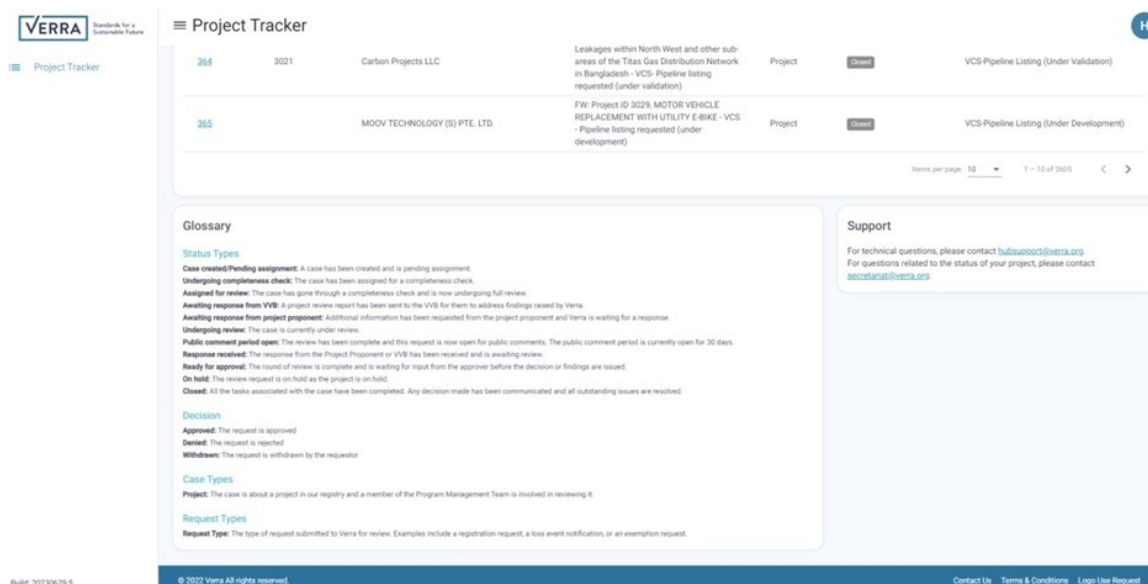 VERRA Standards for a
Sustainable Future
Project Tracker
H
Project Tracker
364 3021 Carbon Projects LLC Leakages within North West and other sub-
areas of the Titas Gas Distribution Network
in Bangladesh - VCS- Pipeline listing
requested (under validation) Project Closed VCS-Pipeline Listing (Under Validation)
365 MOOV TECHNOLOGY (S) PTE. LTD. FW: Project ID 3029, MOTOR VEHICLE
REPLACEMENT WITH UTILITY E-BIKE - VCS
- Pipeline listing requested (under
development) Project Closed VCS-Pipeline Listing (Under Development)
Items per page: 10 1 – 10 of 3605
Glossary
Status Types
Case created/Pending assignment: A case has been created and is pending assignment.
Undergoing completeness check: The case has been assigned for a completeness check.
Assigned for review: The case has gone through a completeness check and is now undergoing full review.
Awaiting response from VVB: A project review report has been sent to the VVB for them to address findings raised by Verra.
Awaiting response from project proponent: Additional information has been requested from the project proponent and Verra is waiting for a response.
Undergoing review: The case is currently under review.
Public comment period open: The review has been complete and this request is now open for public comments. The public comment period is currently open for 30 days.
Response received: The response from the Project Proponent or VVB has been received and is awaiting review.
Ready for approval: The round of review is complete and is waiting for input from the approver before the decision or findings are issued.
On hold: The review request is on hold as the project is on hold.
Closed: All the tasks associated with the case have been completed. Any decision made has been communicated and all outstanding issues are resolved.
Decision
Approved: The request is approved
Denied: The request is rejected
Withdrawn: The request is withdrawn by the requestor
Case Types
Project: The case is about a project in our registry and a member of the Program Management Team is involved in reviewing it.
Request Types
Request Type: The type of request submitted to Verra for review. Examples include a registration request, a loss event notification, or an exemption request.
Support
For technical questions, please contact hubsupport@verra.org.
For questions related to the status of your project, please contact
secretariat@verra.org.
Build: 20230629.5
© 2022 Verra All rights reserved.
Contact Us Terms & Conditions Logo Use Request